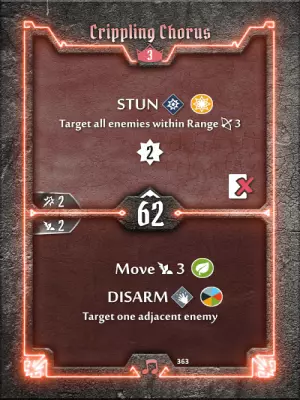 Crippling Chorus
3
STUN
Target all enemies within Range 3
2
2
62
2
Move 3
DISARM
Target one adjacent enemy
363